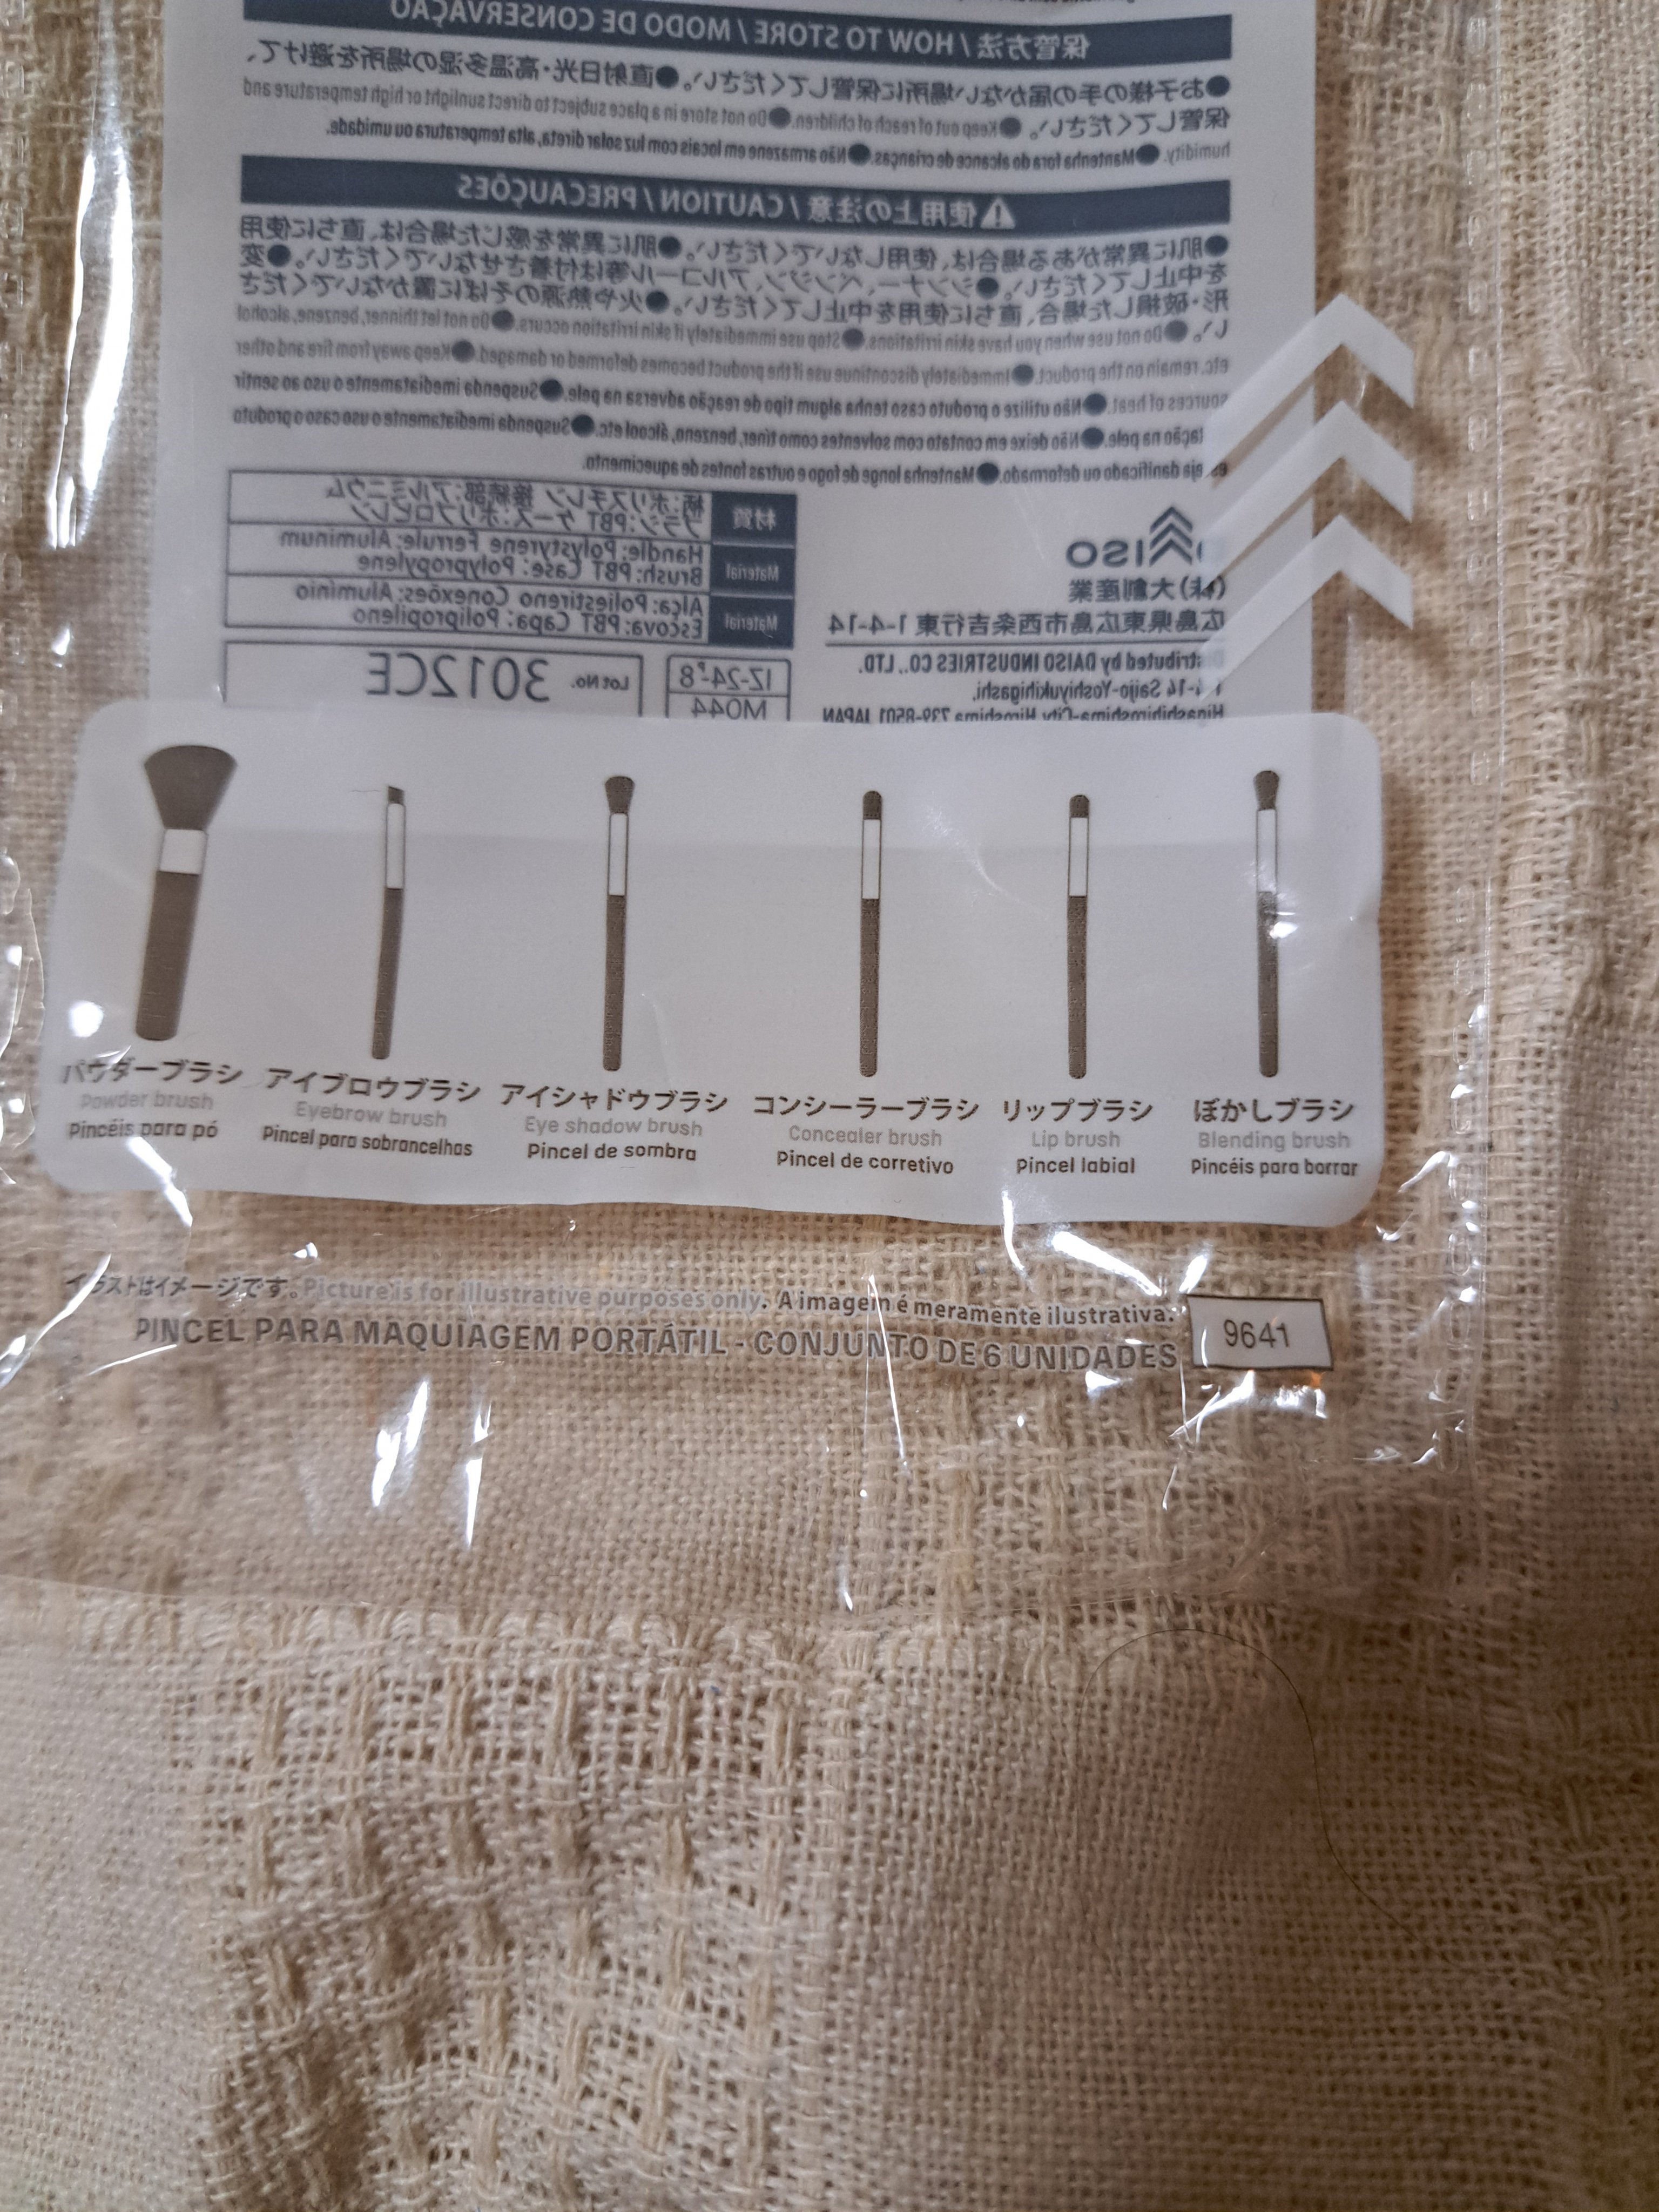 保管方法 / HOW TO STORE / MODO DE CONSERVAÇÃO
●お子様の手の届かない場所に保管してください。●直射日光・高温多湿の場所を避けて、
保管してください。 ●Keep out of reach of children. ●Do not store in a place subject to direct sunlight or high temperature and
humidity. ●Mantenha fora do alcance de crianças. ●Não armazene em locais com luz solar direta, alta temperatura ou umidade.
⚠使用上の注意 / CAUTION / PRECAUÇÕES
●肌に異常がある場合は、使用しないでください。●肌に異常を感じた場合は、直ちに使用
を中止してください。●シンナー、ベンジン、アルコール等は付着させないでください。●変
形・破損した場合、直ちに使用を中止してください。●火や熱源のそばに置かないでくださ
い。●Do not use when you have skin irritations. ●Stop use immediately if skin irritation occurs. ●Do not let thinner, benzene, alcohol
etc. remain on the product. ●Immediately discontinue use if the product becomes deformed or damaged. ●Keep away from fire and other
sources of heat. ●Não utilize o produto caso tenha algum tipo de reação adversa na pele. ●Suspenda imediatamente o uso ao sentir
na pele. ●Não deixe em contato com solventes como tíner, benzeno, álcool etc. ●Suspenda imediatamente o uso caso o produto
danificado ou deformado. ●Mantenha longe de fogo e outras fontes de aquecimento.
材質 柄:ポリスチレン 接続部:アルミニウム
ブラシ:PBT ケース:ポリプロピレン
Material Handle: Polystyrene Ferrule: Aluminum
Brush: PBT Case: Polypropylene
Material Alça: Poliestireno Conexões: Alumínio
Escova: PBT Capa: Polipropileno
DAISO
(株)大創産業
広島県東広島市西条吉行東 1-4-14
Distributed by DAISO INDUSTRIES CO., LTD.
1-4-14 Saijo-Yoshiyukihigashi,
Higashihiroshima-City Hiroshima 739-8501 JAPAN
IZ-24-P8
M044
Lot No. 3012CE
パウダーブラシ
Powder brush
Pincéis para pó
アイブロウブラシ
Eyebrow brush
Pincel para sobrancelhas
アイシャドウブラシ
Eye shadow brush
Pincel de sombra
コンシーラーブラシ
Concealer brush
Pincel de corretivo
リップブラシ
Lip brush
Pincel labial
ぼかしブラシ
Blending brush
Pincéis para borrar
イラストはイメージです。Picture is for illustrative purposes only. A imagem é meramente ilustrativa.
PINCEL PARA MAQUIAGEM PORTÁTIL - CONJUNTO DE 6 UNIDADES
9641